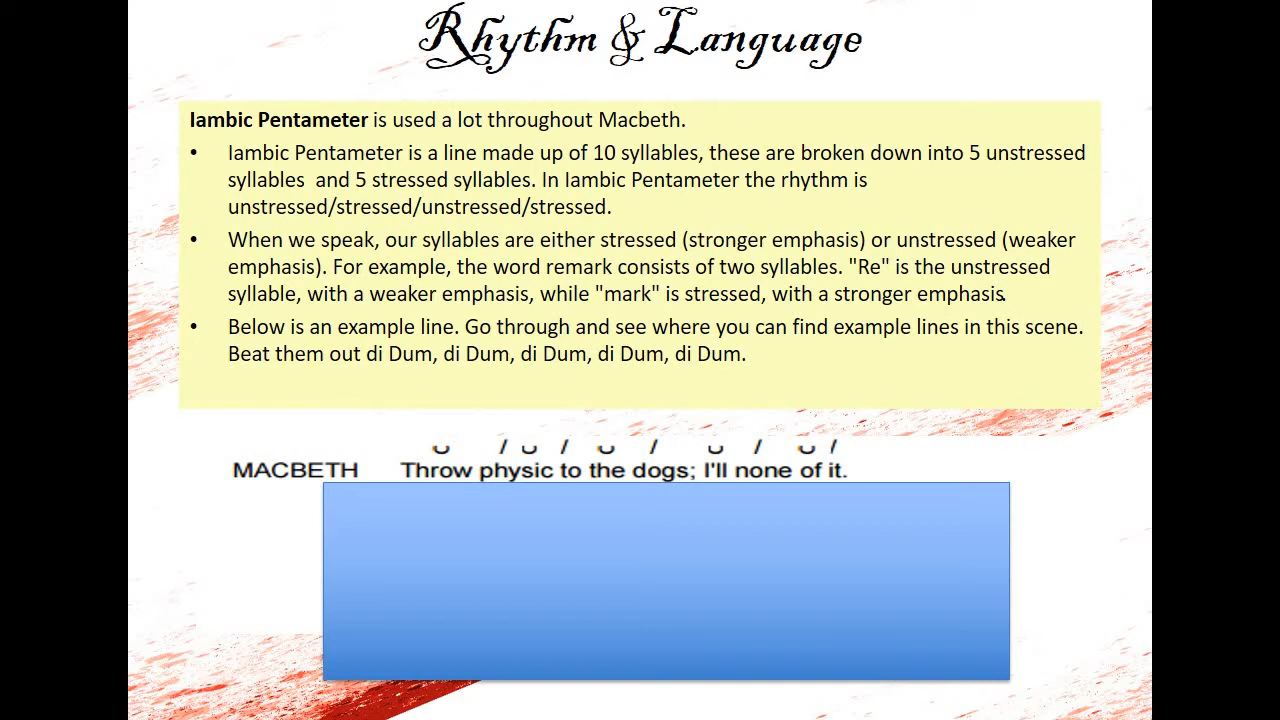 Rhythm & Language
Iambic Pentameter is used a lot throughout Macbeth.
• Iambic Pentameter is a line made up of 10 syllables, these are broken down into 5 unstressed
syllables and 5 stressed syllables. In Iambic Pentameter the rhythm is
unstressed/stressed/unstressed/stressed.
• When we speak, our syllables are either stressed (stronger emphasis) or unstressed (weaker
emphasis). For example, the word remark consists of two syllables. "Re" is the unstressed
syllable, with a weaker emphasis, while "mark" is stressed, with a stronger emphasis.
• Below is an example line. Go through and see where you can find example lines in this scene.
Beat them out di Dum, di Dum, di Dum, di Dum, di Dum.
˘ / ˘ / ˘ / ˘ / ˘ /
MACBETH Throw physic to the dogs; I'll none of it.